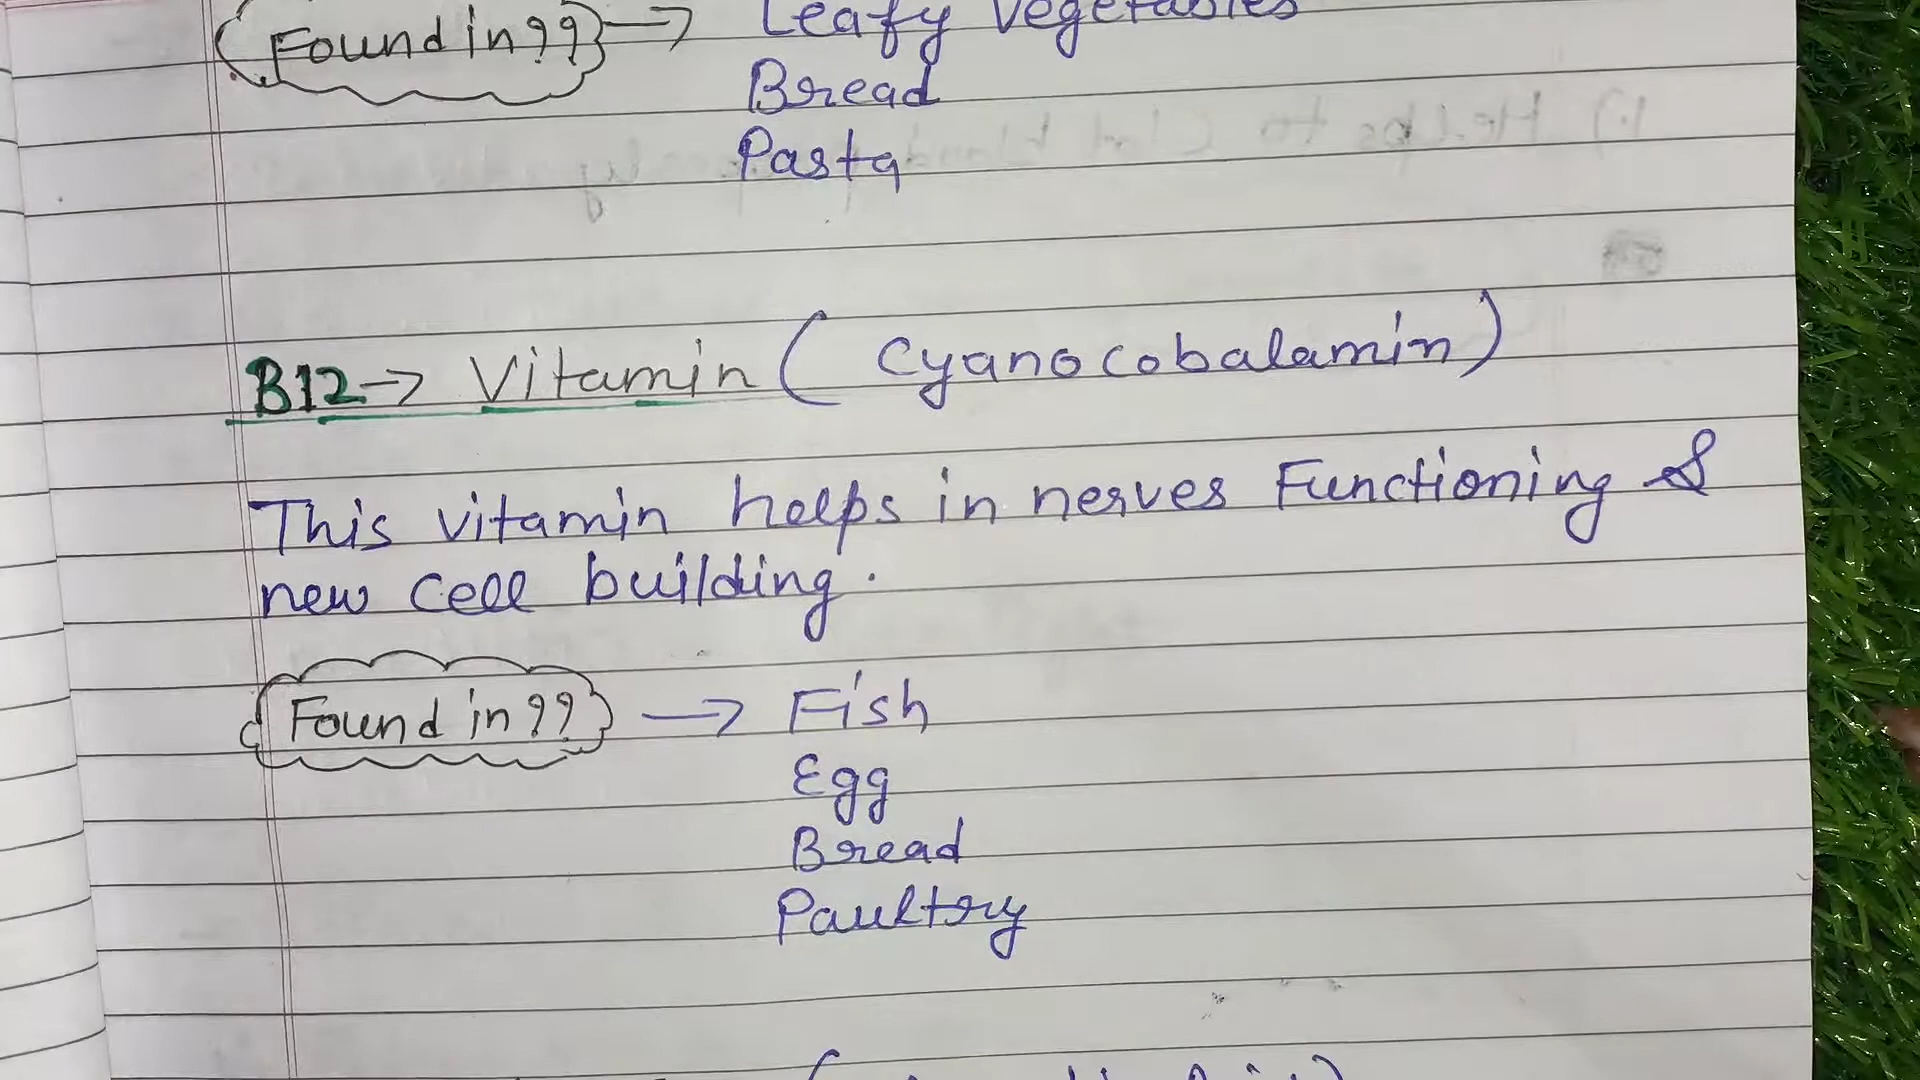 Found in ?? → Leafy Vegetables
Bread
Pasta
B12 → Vitamin ( Cyanocobalamin )
This vitamin helps in nerves Functioning &
new cell building.
Found in ?? → Fish
Egg
Bread
Paultry